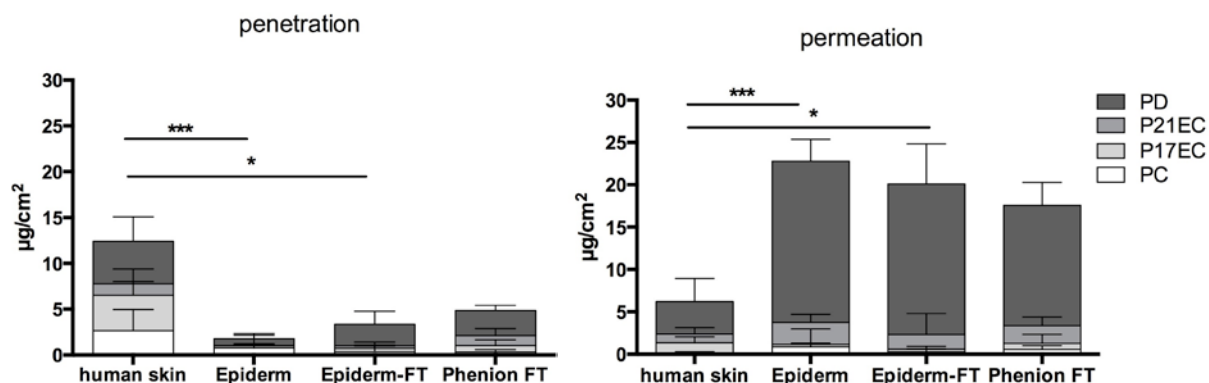 penetration
30
25
20
15
10
5
0
µg/cm²
***
*
human skin Epiderm Epiderm-FT Phenion FT
permeation
30
25
20
15
10
5
0
µg/cm²
***
*
human skin Epiderm Epiderm-FT Phenion FT
PD
P21EC
P17EC
PC